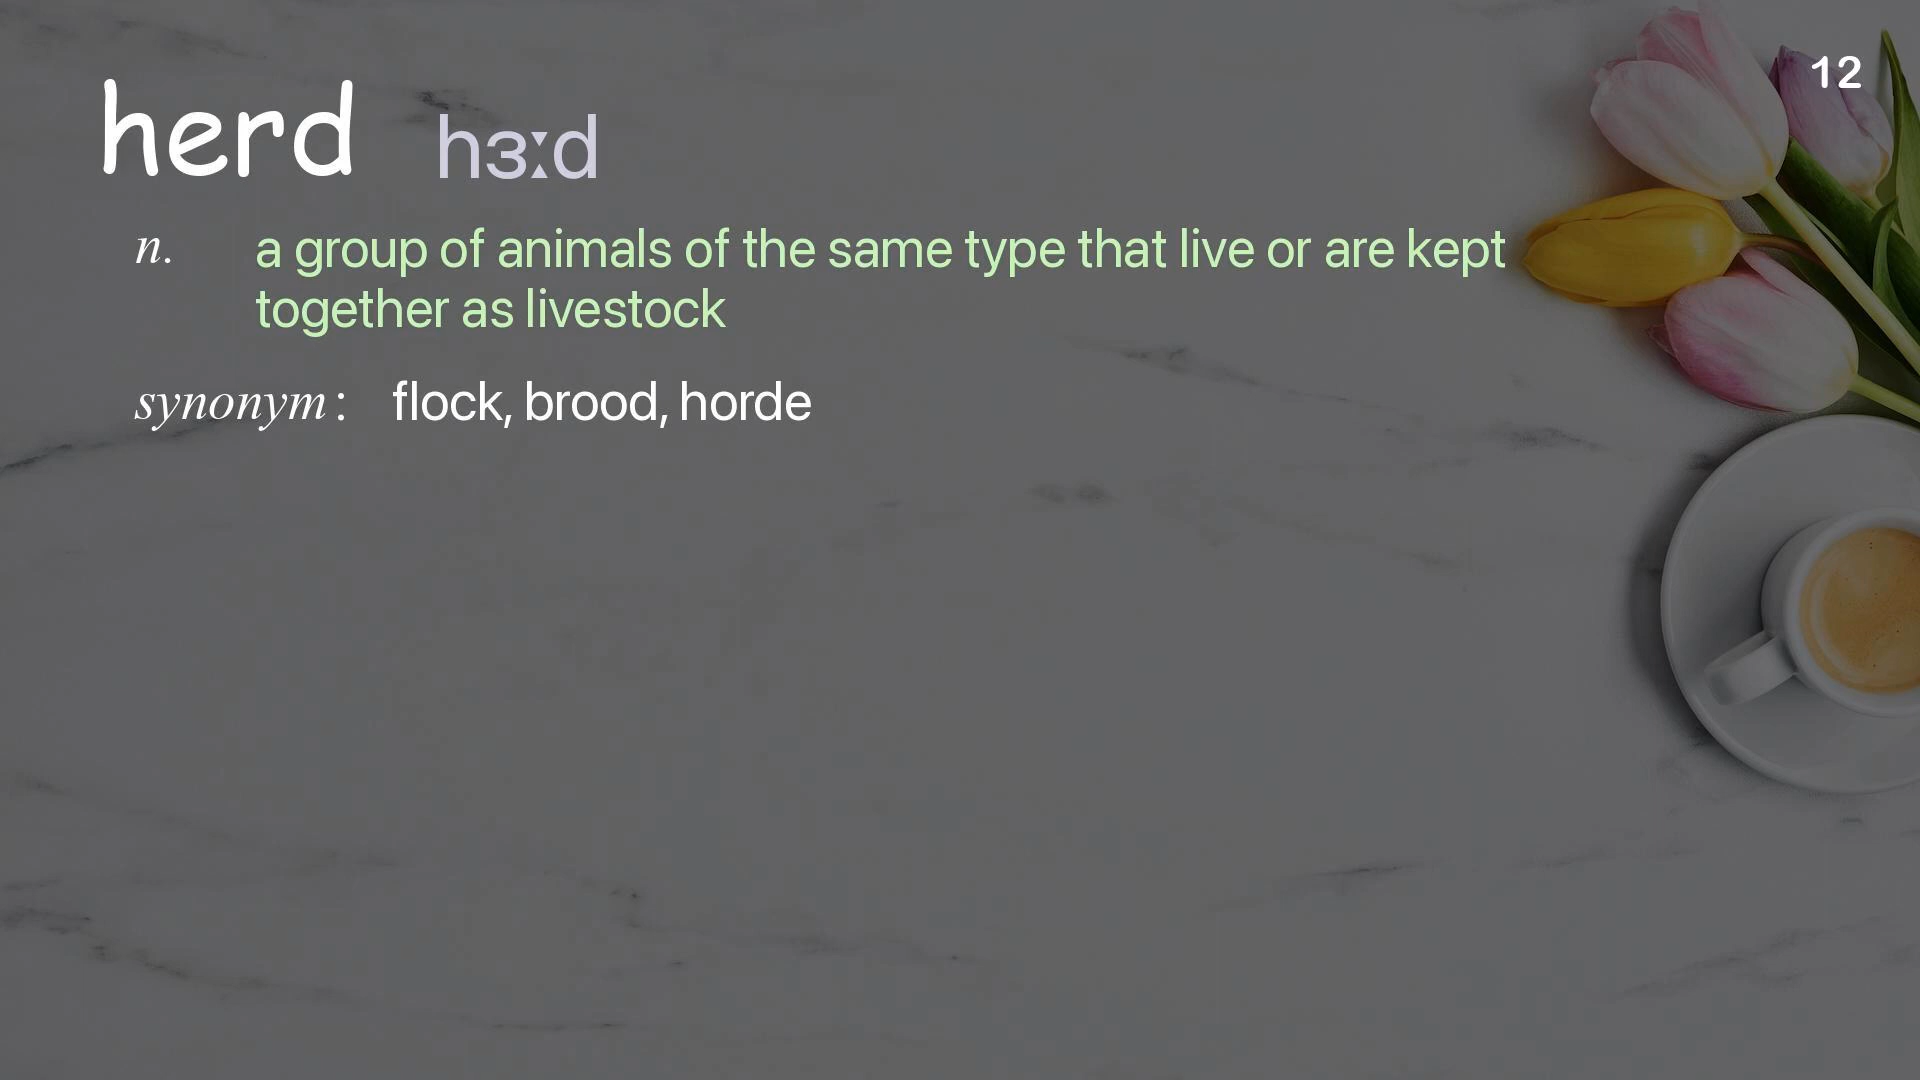 12
herd hɜːd
n. a group of animals of the same type that live or are kept
together as livestock
synonym : flock, brood, horde